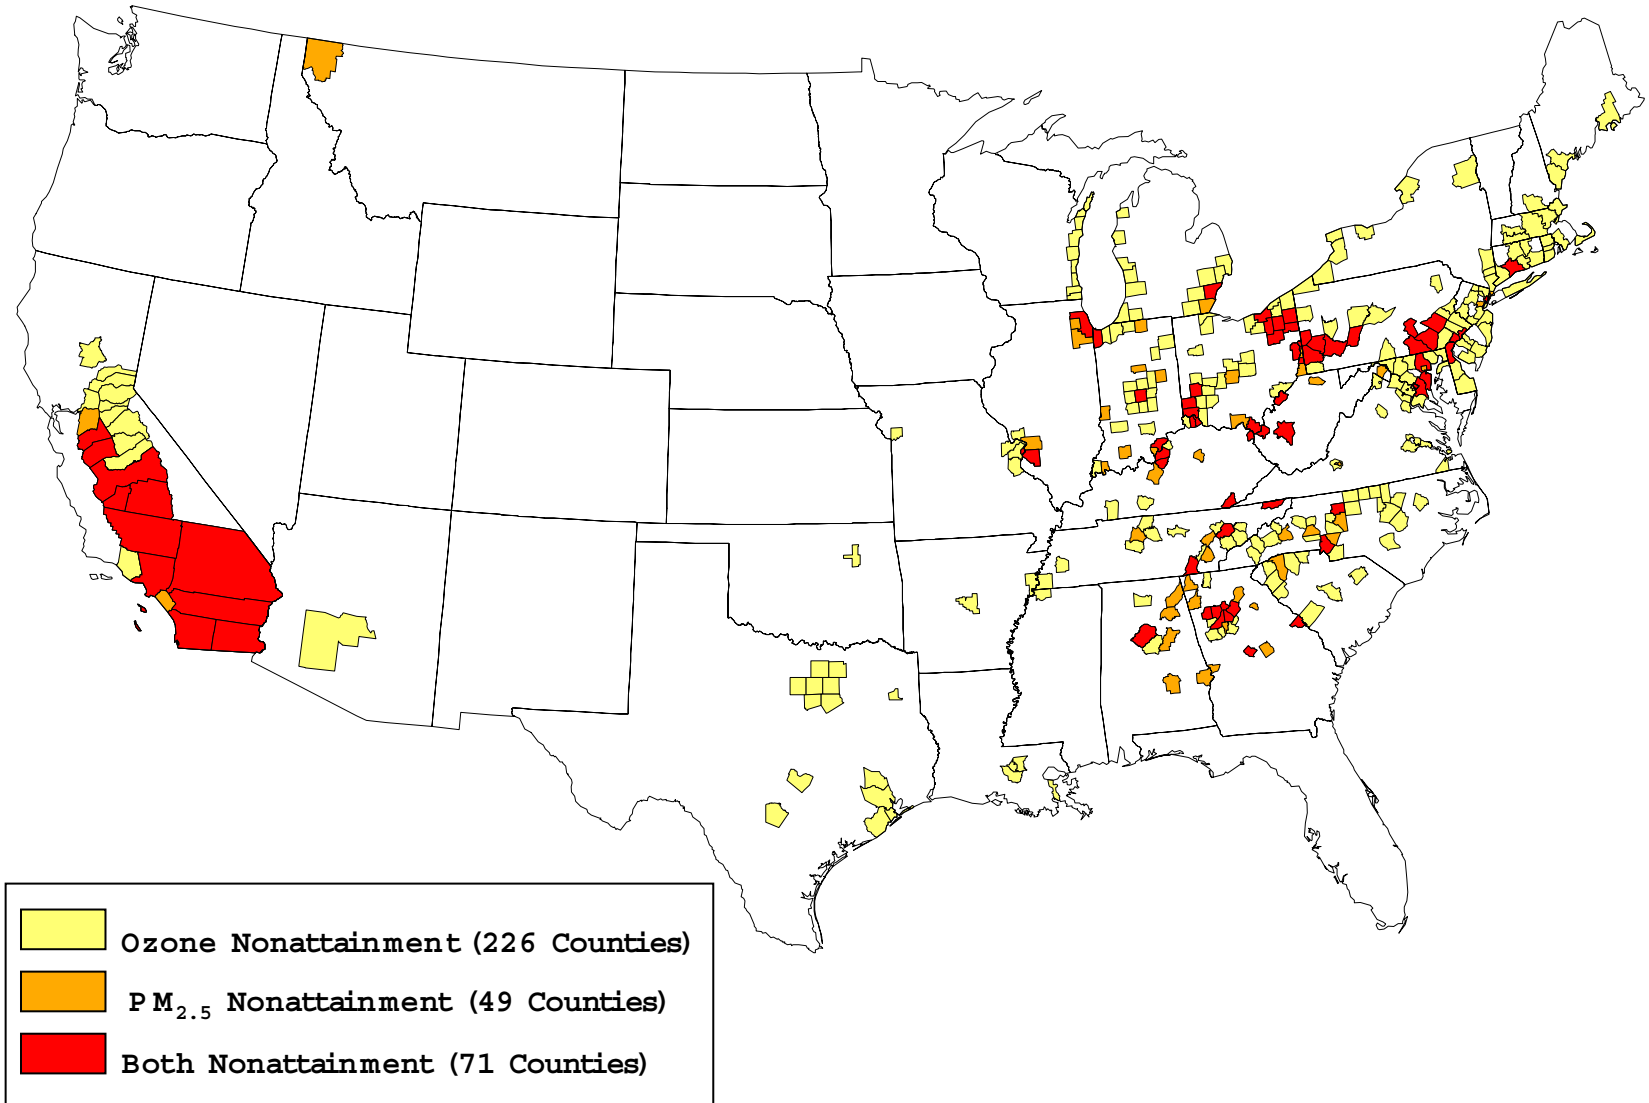 Ozone Nonattainment (226 Counties)
PM2.5 Nonattainment (49 Counties)
Both Nonattainment (71 Counties)